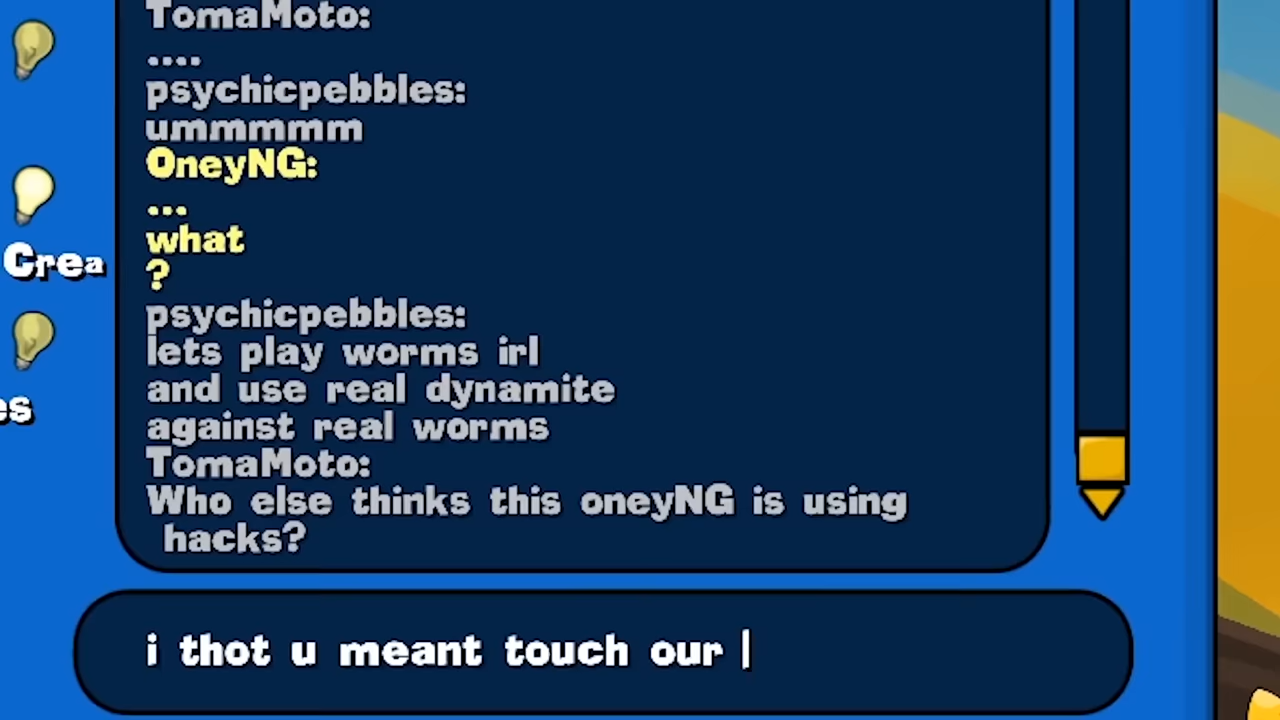 TomaMoto:
....
psychicpebbles:
ummmmm
OneyNG:
...
what
?
psychicpebbles:
lets play worms irl
and use real dynamite
against real worms
TomaMoto:
Who else thinks this oneyNG is using
hacks?
Crea
es
i thot u meant touch our